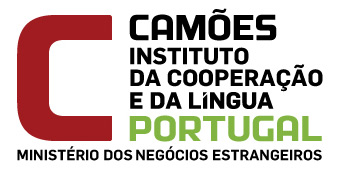 CAMÕES
INSTITUTO
DA COOPERAÇÃO
E DA LÍNGUA
PORTUGAL
MINISTÉRIO DOS NEGÓCIOS ESTRANGEIROS